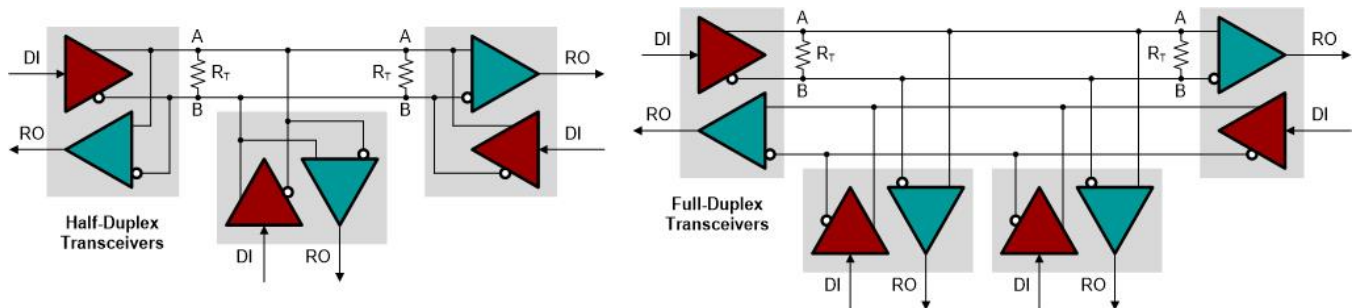 A
A
DI
RT
RT
RO
B
B
RO
DI
Half-Duplex
Transceivers
DI
RO
A
A
DI
RT
RT
RO
B
B
RO
DI
Full-Duplex
Transceivers
DI
RO
DI
RO